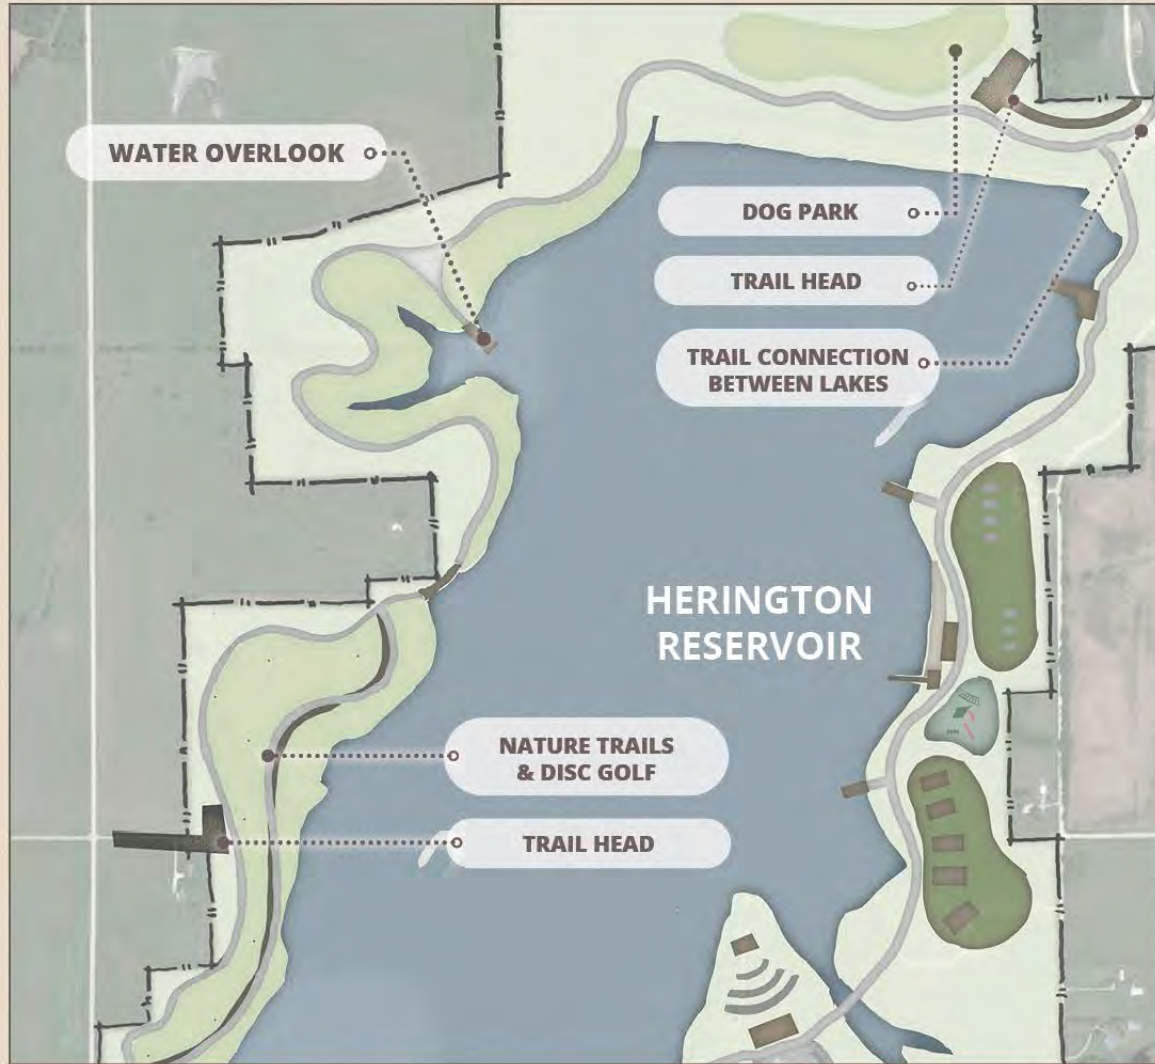 WATER OVERLOOK
DOG PARK
TRAIL HEAD
TRAIL CONNECTION
BETWEEN LAKES
HERINGTON
RESERVOIR
NATURE TRAILS
& DISC GOLF
TRAIL HEAD